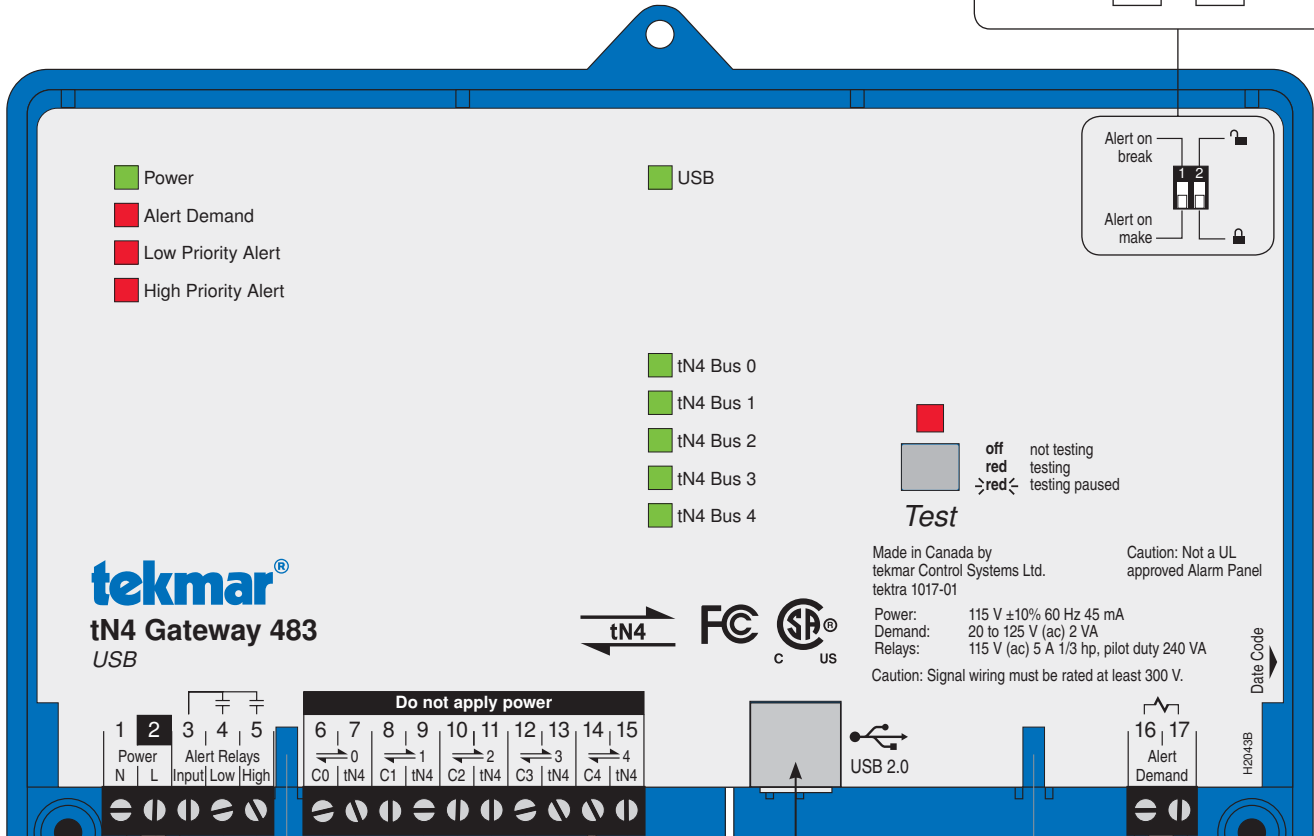 Power
Alert Demand
Low Priority Alert
High Priority Alert
USB
Alert on
break
1 2
Alert on
make
tN4 Bus 0
tN4 Bus 1
tN4 Bus 2
tN4 Bus 3
tN4 Bus 4
off not testing
red testing
red testing paused
Test
tekmar®
tN4 Gateway 483
USB
tN4
FC
C SA ® US
Made in Canada by
tekmar Control Systems Ltd.
tektra 1017-01
Caution: Not a UL
approved Alarm Panel
Power: 115 V ±10% 60 Hz 45 mA
Demand: 20 to 125 V (ac) 2 VA
Relays: 115 V (ac) 5 A 1/3 hp, pilot duty 240 VA
Caution: Signal wiring must be rated at least 300 V.
Date Code
H2043B
Do not apply power
1 2 3 4 5 6 7 8 9 10 11 12 13 14 15
Power Alert Relays 0 1 2 3 4
N L Input Low High C0 tN4 C1 tN4 C2 tN4 C3 tN4 C4 tN4
USB 2.0
16 17
Alert
Demand